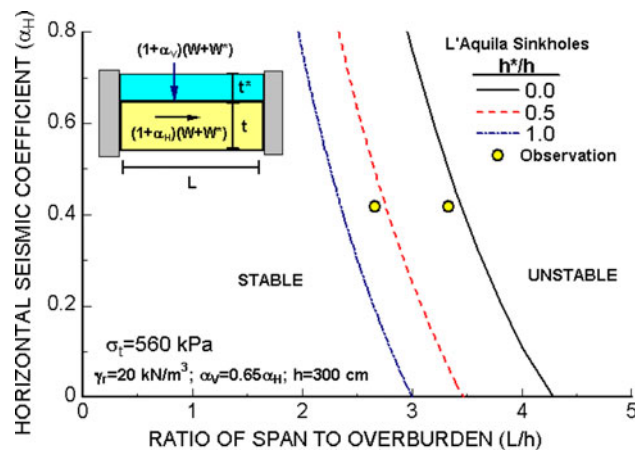 HORIZONTAL SEISMIC COEFFICIENT (αH)
0.8
0.6
0.4
0.2
0
0
1
2
3
4
5
RATIO OF SPAN TO OVERBURDEN (L/h)
(1+αV)(W+W*)
t*
t
(1+αH)(W+W*)
L
L'Aquila Sinkholes
h*/h
0.0
0.5
1.0
Observation
STABLE
UNSTABLE
σt=560 kPa
γr=20 kN/m³; αV=0.65αH; h=300 cm